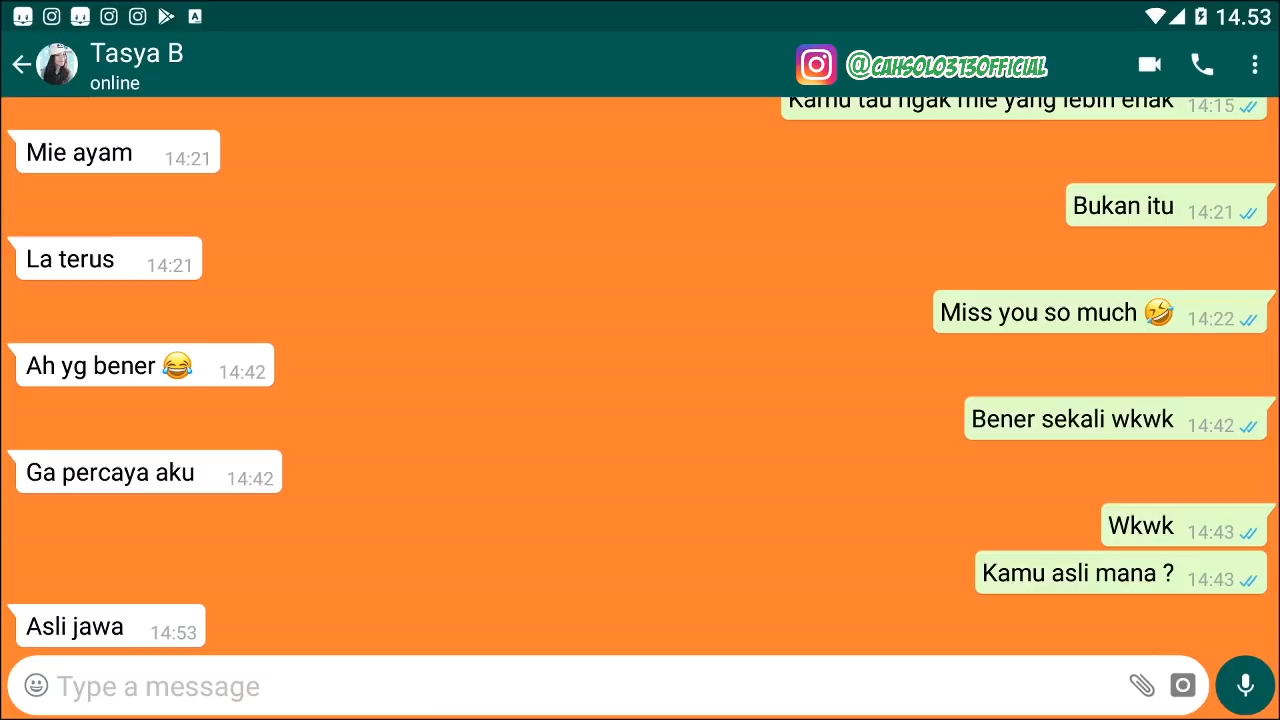 14.53
Tasya B
online
@CAHSOLO313OFFICIAL
Kamu tau ngak mie yang lebih enak 14:15
Mie ayam 14:21
Bukan itu 14:21
La terus 14:21
Miss you so much 🤣 14:22
Ah yg bener 😂 14:42
Bener sekali wkwk 14:42
Ga percaya aku 14:42
Wkwk 14:43
Kamu asli mana ? 14:43
Asli jawa 14:53
Type a message